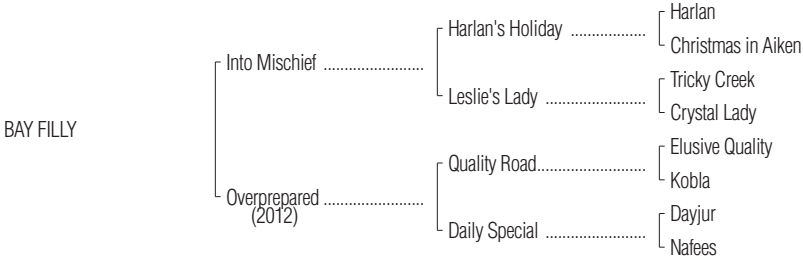 Harlan
Harlan's Holiday ..................
Christmas in Aiken
Into Mischief ........................
Tricky Creek
Leslie's Lady ........................
Crystal Lady
BAY FILLY
Elusive Quality
Quality Road..........................
Kobla
Overprepared ........................
(2012)
Dayjur
Daily Special ........................
Nafees